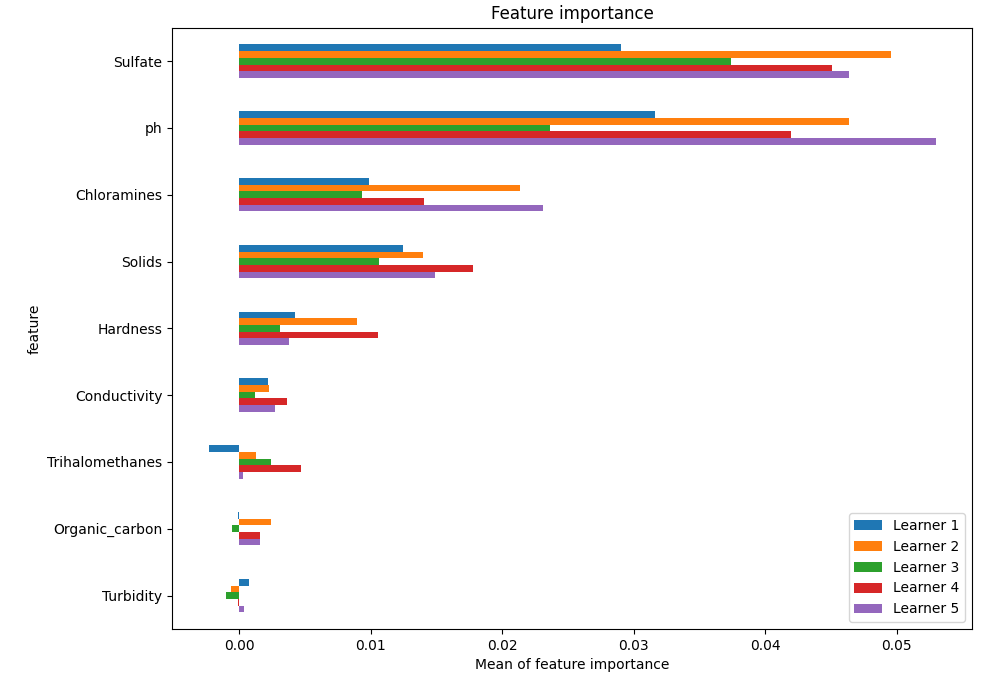 Feature importance
Sulfate
ph
Chloramines
Solids
Hardness
Conductivity
Trihalomethanes
Organic_carbon
Turbidity
feature
Learner 1
Learner 2
Learner 3
Learner 4
Learner 5
0.00 0.01 0.02 0.03 0.04 0.05
Mean of feature importance